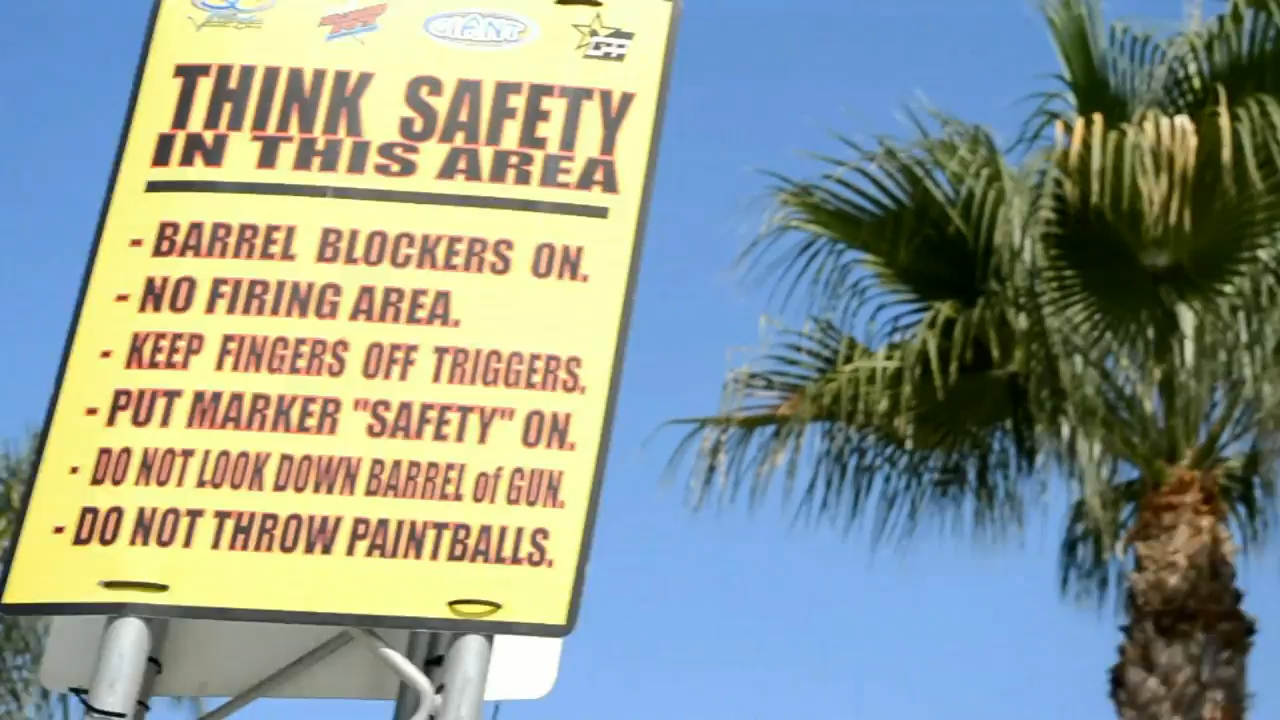 GIANT
THINK SAFETY
IN THIS AREA
- BARREL BLOCKERS ON.
- NO FIRING AREA.
- KEEP FINGERS OFF TRIGGERS.
- PUT MARKER "SAFETY" ON.
- DO NOT LOOK DOWN BARREL of GUN.
- DO NOT THROW PAINTBALLS.